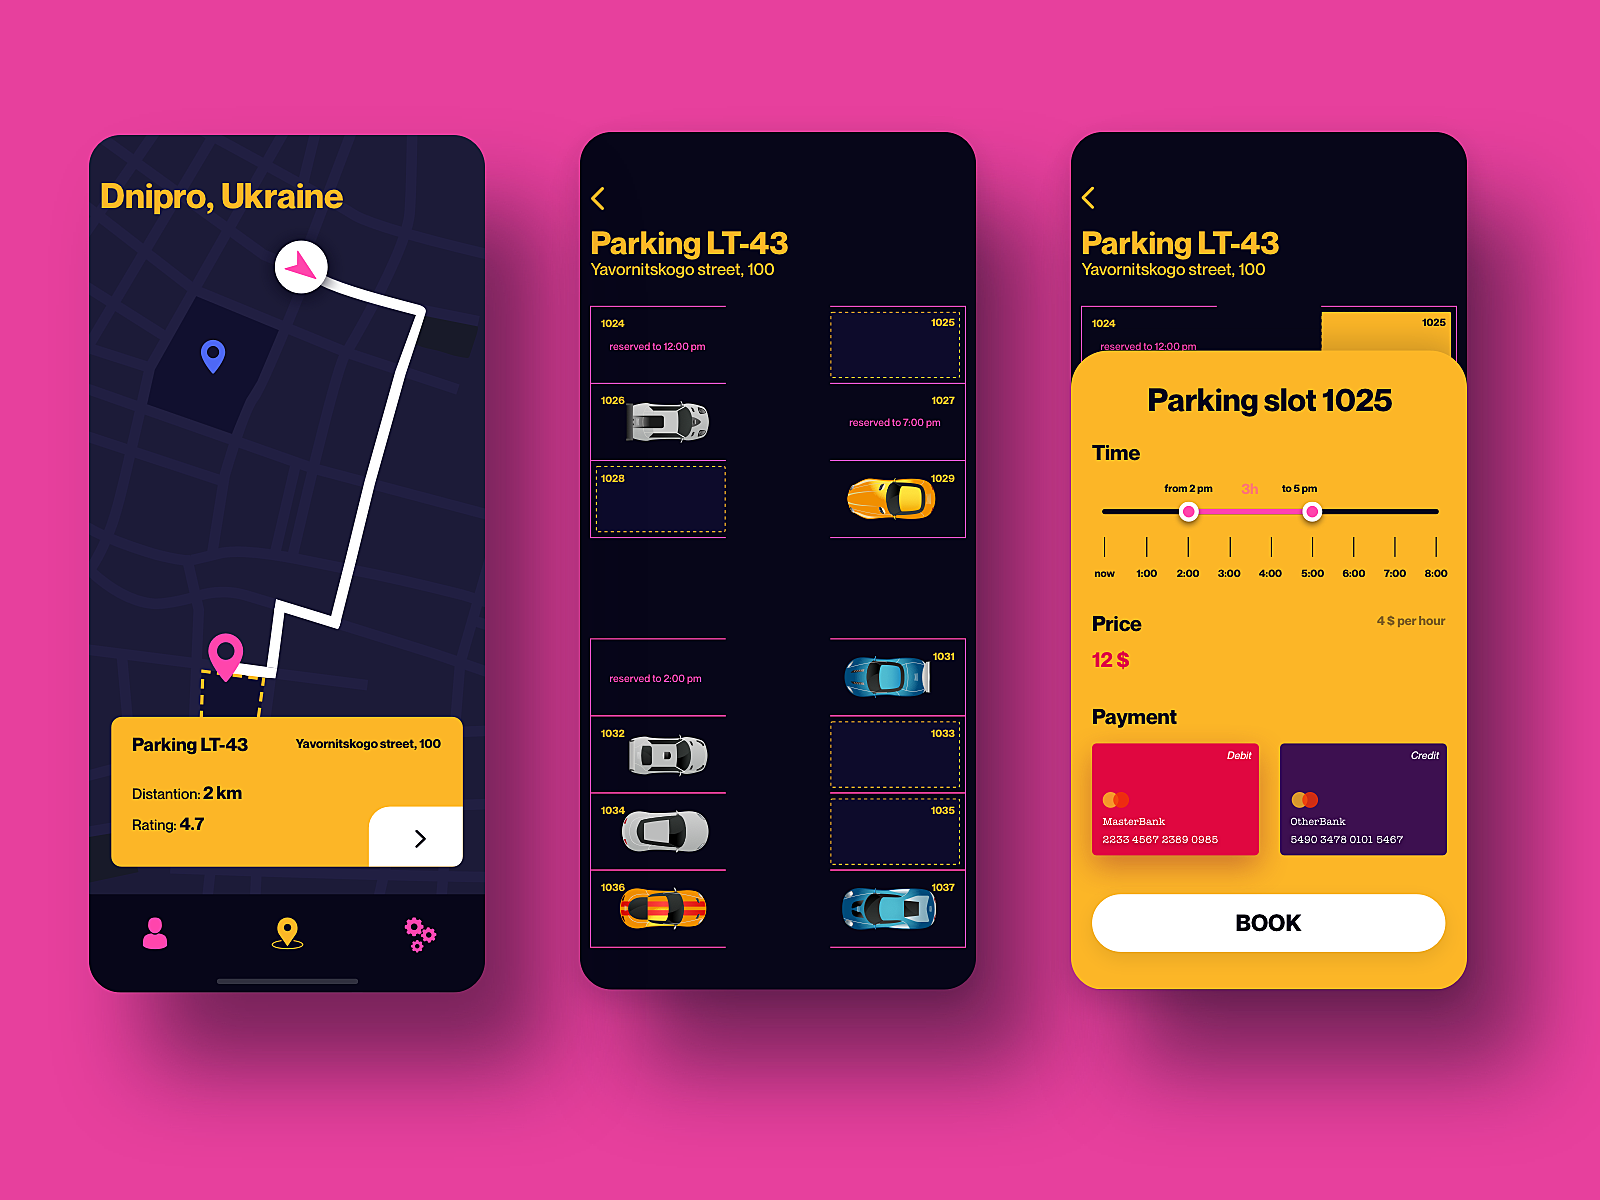 Dnipro, Ukraine
Parking LT-43
Yavornitskogo street, 100
Distantion: 2 km
Rating: 4.7
Parking LT-43
Yavornitskogo street, 100
1024
reserved to 12:00 pm
1025
1026
1027
reserved to 7:00 pm
1028
1029
reserved to 2:00 pm
1031
1032
1033
1034
1035
1036
1037
Parking LT-43
Yavornitskogo street, 100
1024
reserved to 12:00 pm
1025
Parking slot 1025
Time
from 2 pm 3h to 5 pm
now 1:00 2:00 3:00 4:00 5:00 6:00 7:00 8:00
Price
4 $ per hour
12 $
Payment
Debit
MasterBank
2233 4567 2389 0985
Credit
OtherBank
5490 3478 0101 5467
BOOK